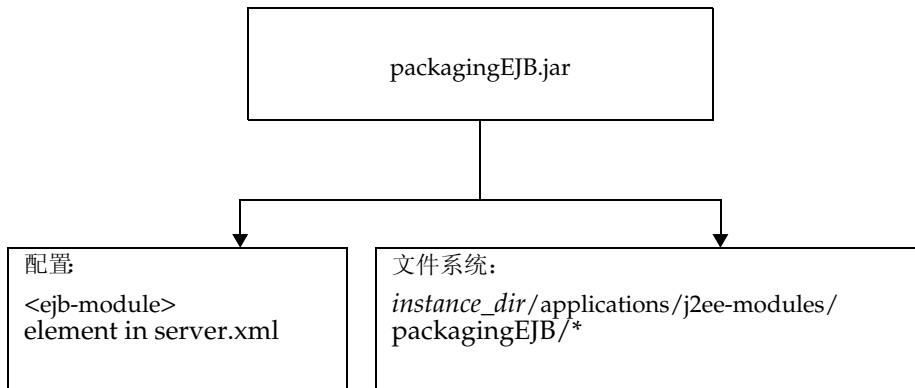 packagingEJB.jar
配置:
<ejb-module>
element in server.xml
文件系统：
instance_dir/applications/j2ee-modules/
packagingEJB/*